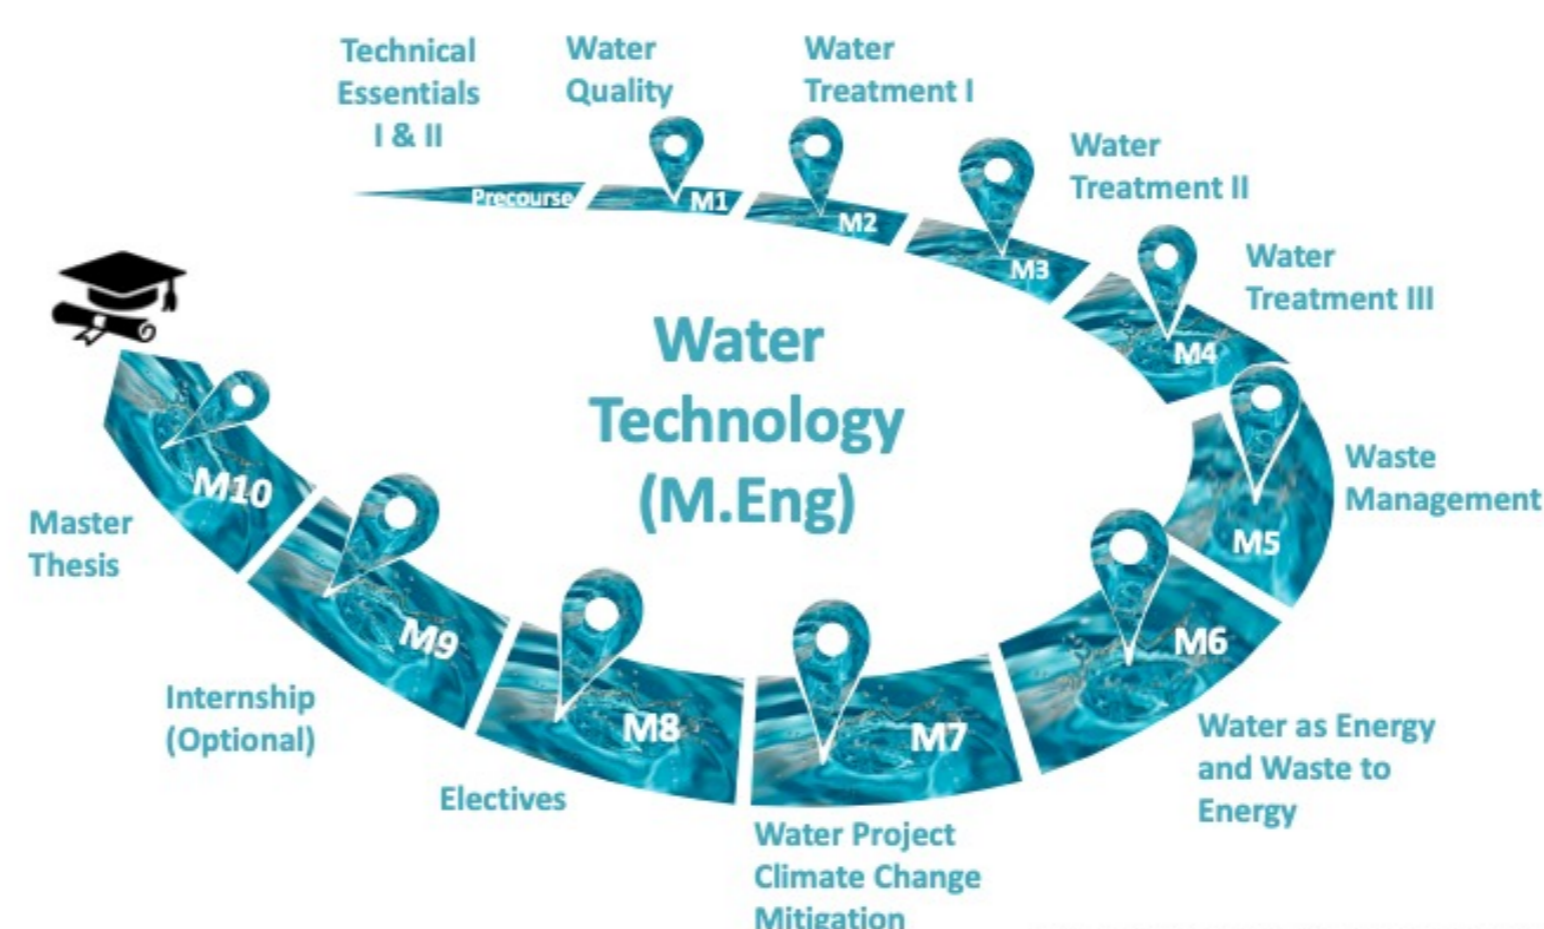 Technical
Essentials
I & II
Precourse
Water
Quality
M1
Water
Treatment I
M2
Water
Treatment II
M3
Water
Treatment III
M4
Waste
Management
M5
Water as Energy
and Waste to
Energy
M6
Water Project
Climate Change
Mitigation
M7
Electives
M8
Internship
(Optional)
M9
Master
Thesis
M10
Water
Technology
(M.Eng)